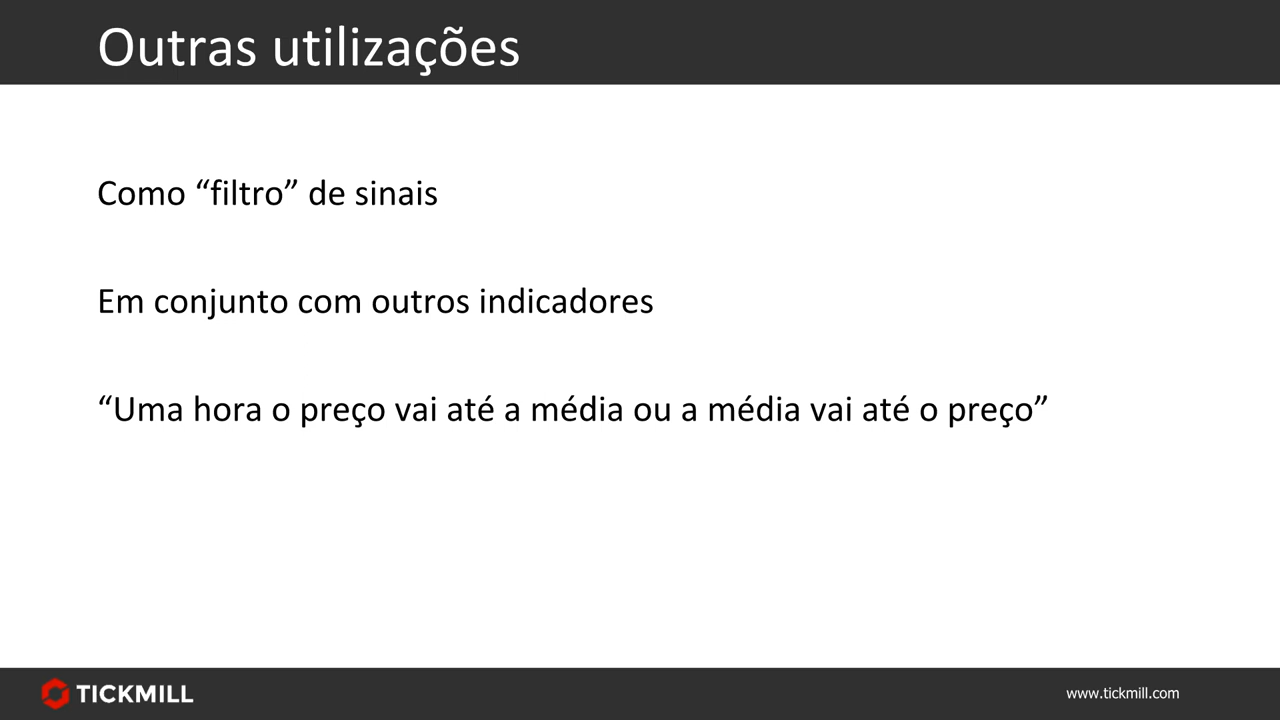 Outras utilizações
Como “filtro” de sinais
Em conjunto com outros indicadores
“Uma hora o preço vai até a média ou a média vai até o preço”
TICKMILL
www.tickmill.com